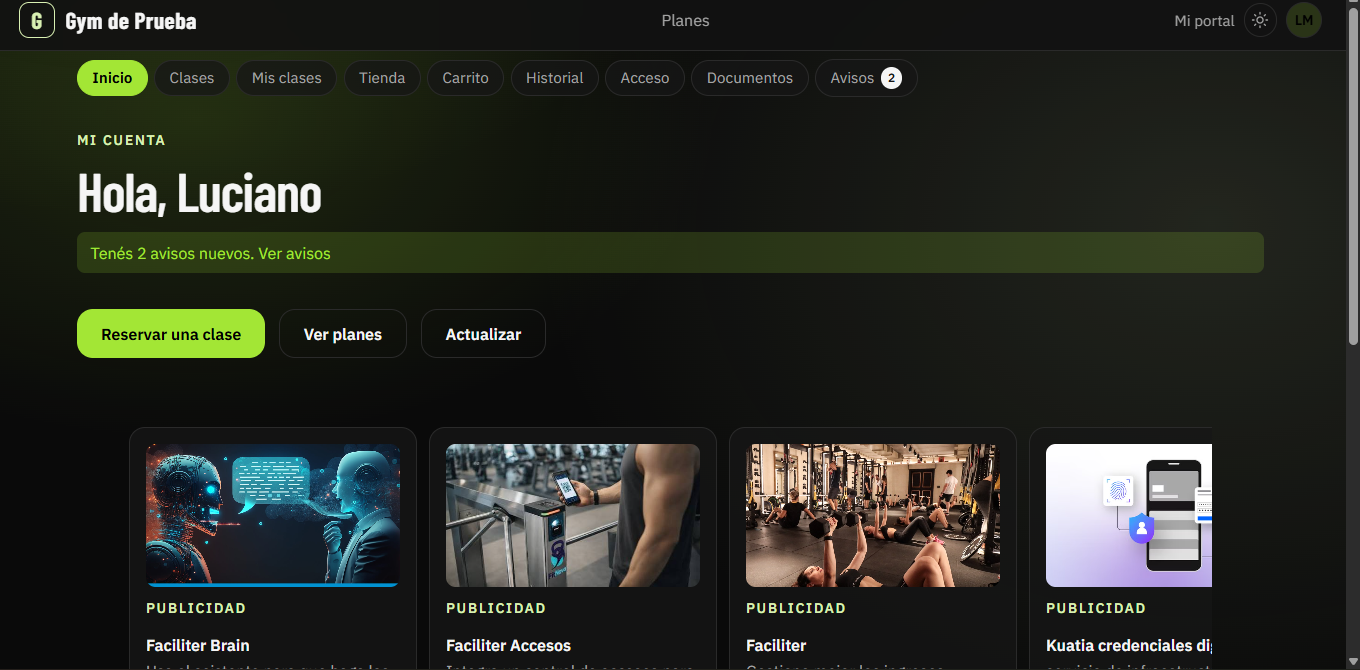 G Gym de Prueba Planes Mi portal LM
Inicio Clases Mis clases Tienda Carrito Historial Acceso Documentos Avisos 2
MI CUENTA
Hola, Luciano
Tenés 2 avisos nuevos. Ver avisos
Reservar una clase Ver planes Actualizar
PUBLICIDAD PUBLICIDAD PUBLICIDAD PUBLICIDAD
Faciliter Brain Faciliter Accesos Faciliter Kuatia credenciales